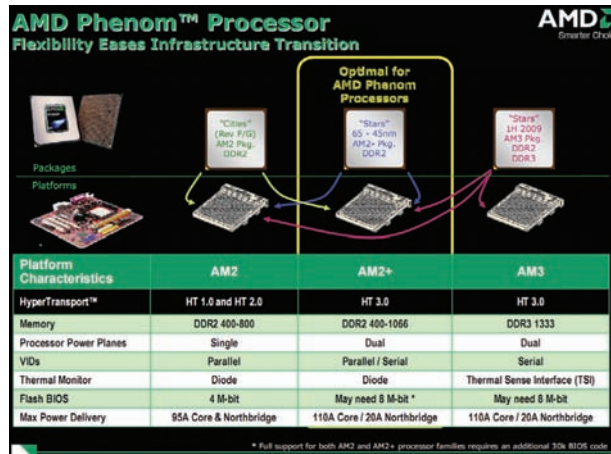 AMD Phenom™ Processor
Flexibility Eases Infrastructure Transition
AMD
Smarter Choi
Optimal for
AMD Phenom
Processors
"Cities"
(Rev F/G)
AM2 Pkg.
DDR2
"Stars"
65 - 45nm
AM2+ Pkg.
DDR2
"Stars"
1H 2009
AM3 Pkg.
DDR2
DDR3
Packages
Platforms
Platform Characteristics AM2 AM2+ AM3
HyperTransport™ HT 1.0 and HT 2.0 HT 3.0 HT 3.0
Memory DDR2 400-800 DDR2 400-1066 DDR3 1333
Processor Power Planes Single Dual Dual
VIDs Parallel Parallel / Serial Serial
Thermal Monitor Diode Diode Thermal Sense Interface (TSI)
Flash BIOS 4 M-bit May need 8 M-bit * May need 8 M-bit
Max Power Delivery 95A Core & Northbridge 110A Core / 20A Northbridge 110A Core / 20A Northbridge
* Full support for both AM2 and AM2+ processor families requires an additional 30k BIOS code